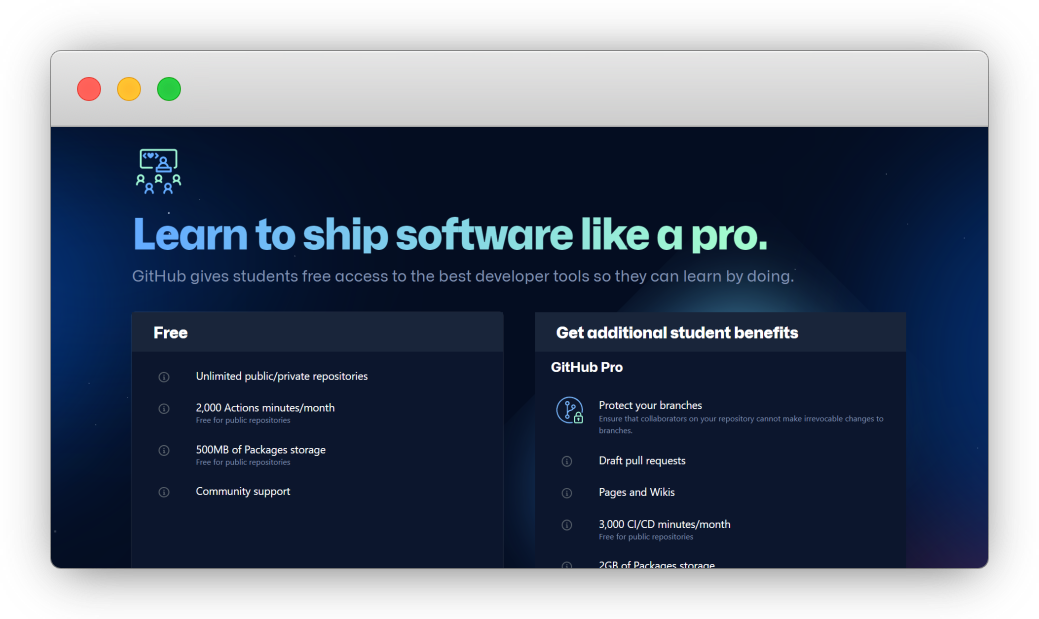 Learn to ship software like a pro.
GitHub gives students free access to the best developer tools so they can learn by doing.
Free
Unlimited public/private repositories
2,000 Actions minutes/month
Free for public repositories
500MB of Packages storage
Free for public repositories
Community support
Get additional student benefits
GitHub Pro
Protect your branches
Ensure that collaborators on your repository cannot make irrevocable changes to
branches.
Draft pull requests
Pages and Wikis
3,000 CI/CD minutes/month
Free for public repositories
2GB of Packages storage